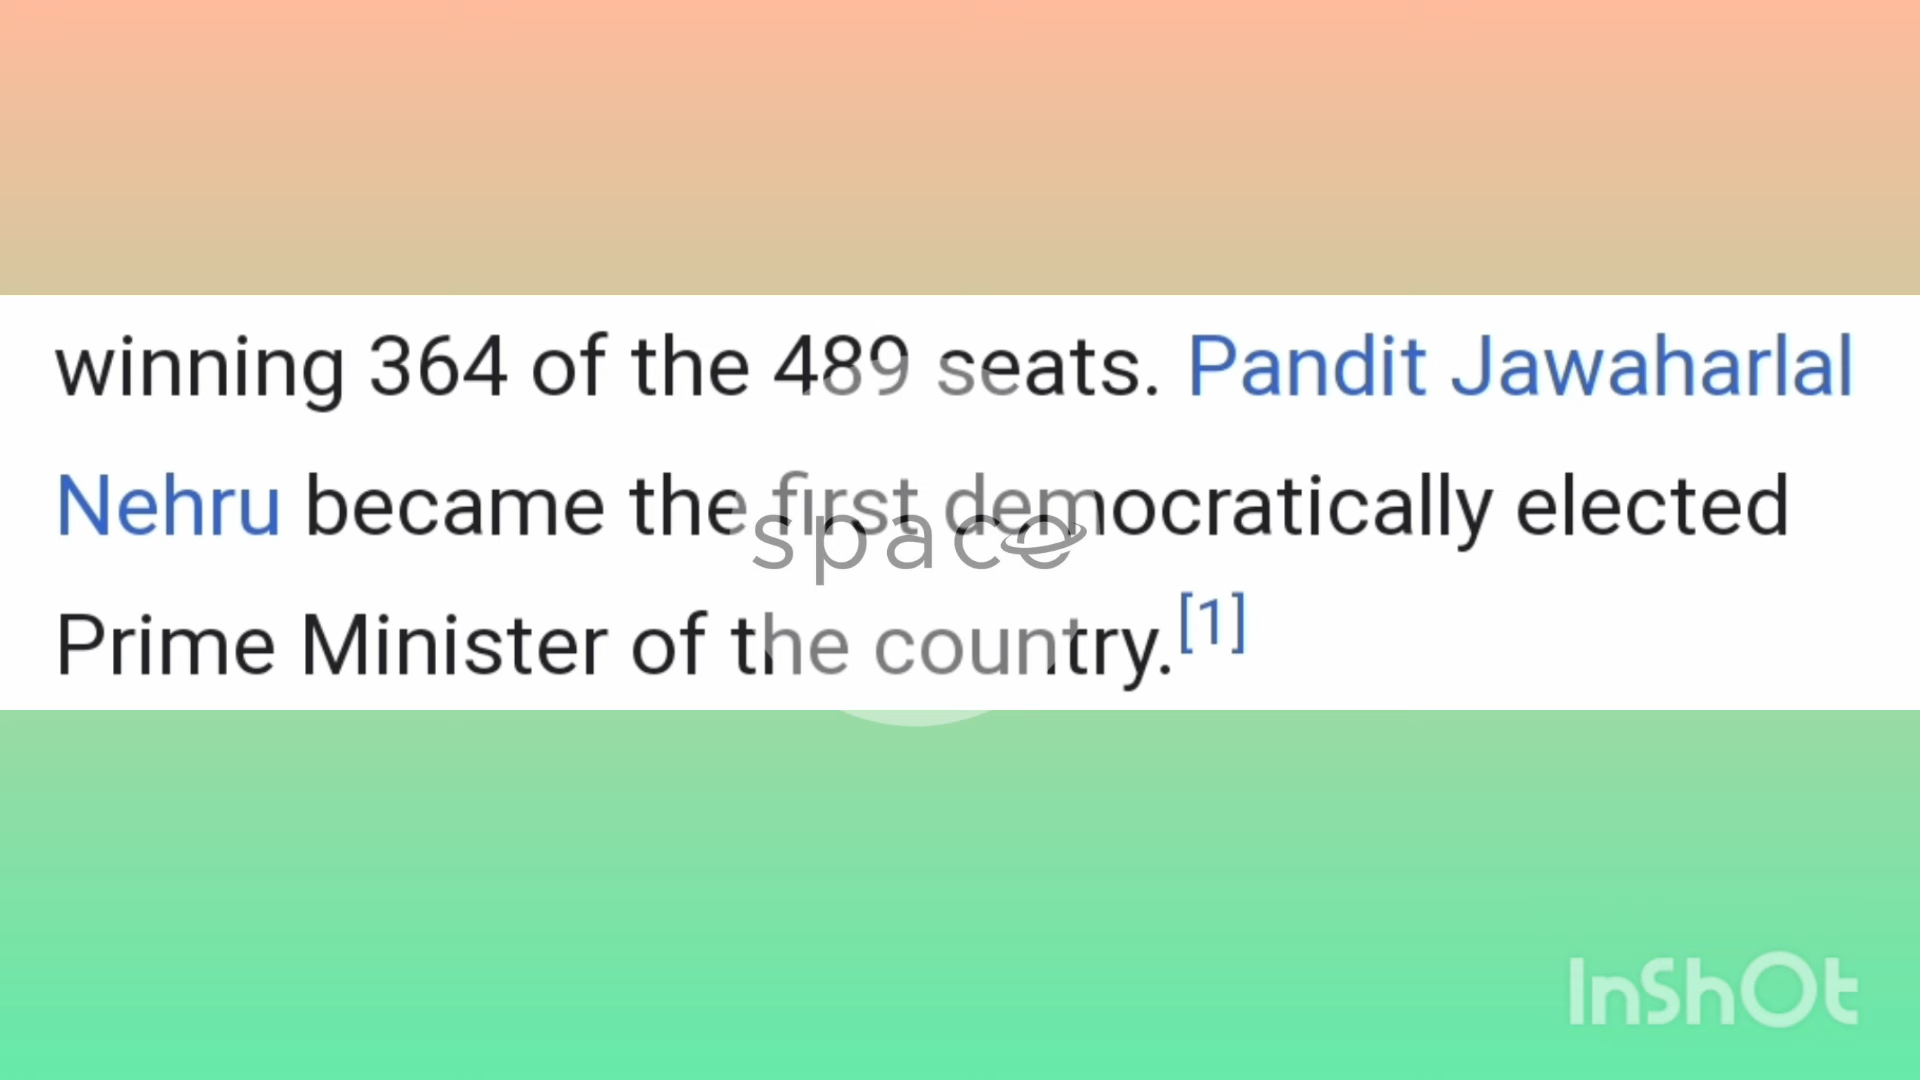 winning 364 of the 489 seats. Pandit Jawaharlal
Nehru became the first democratically elected
space
Prime Minister of the country.[1]
InShOt